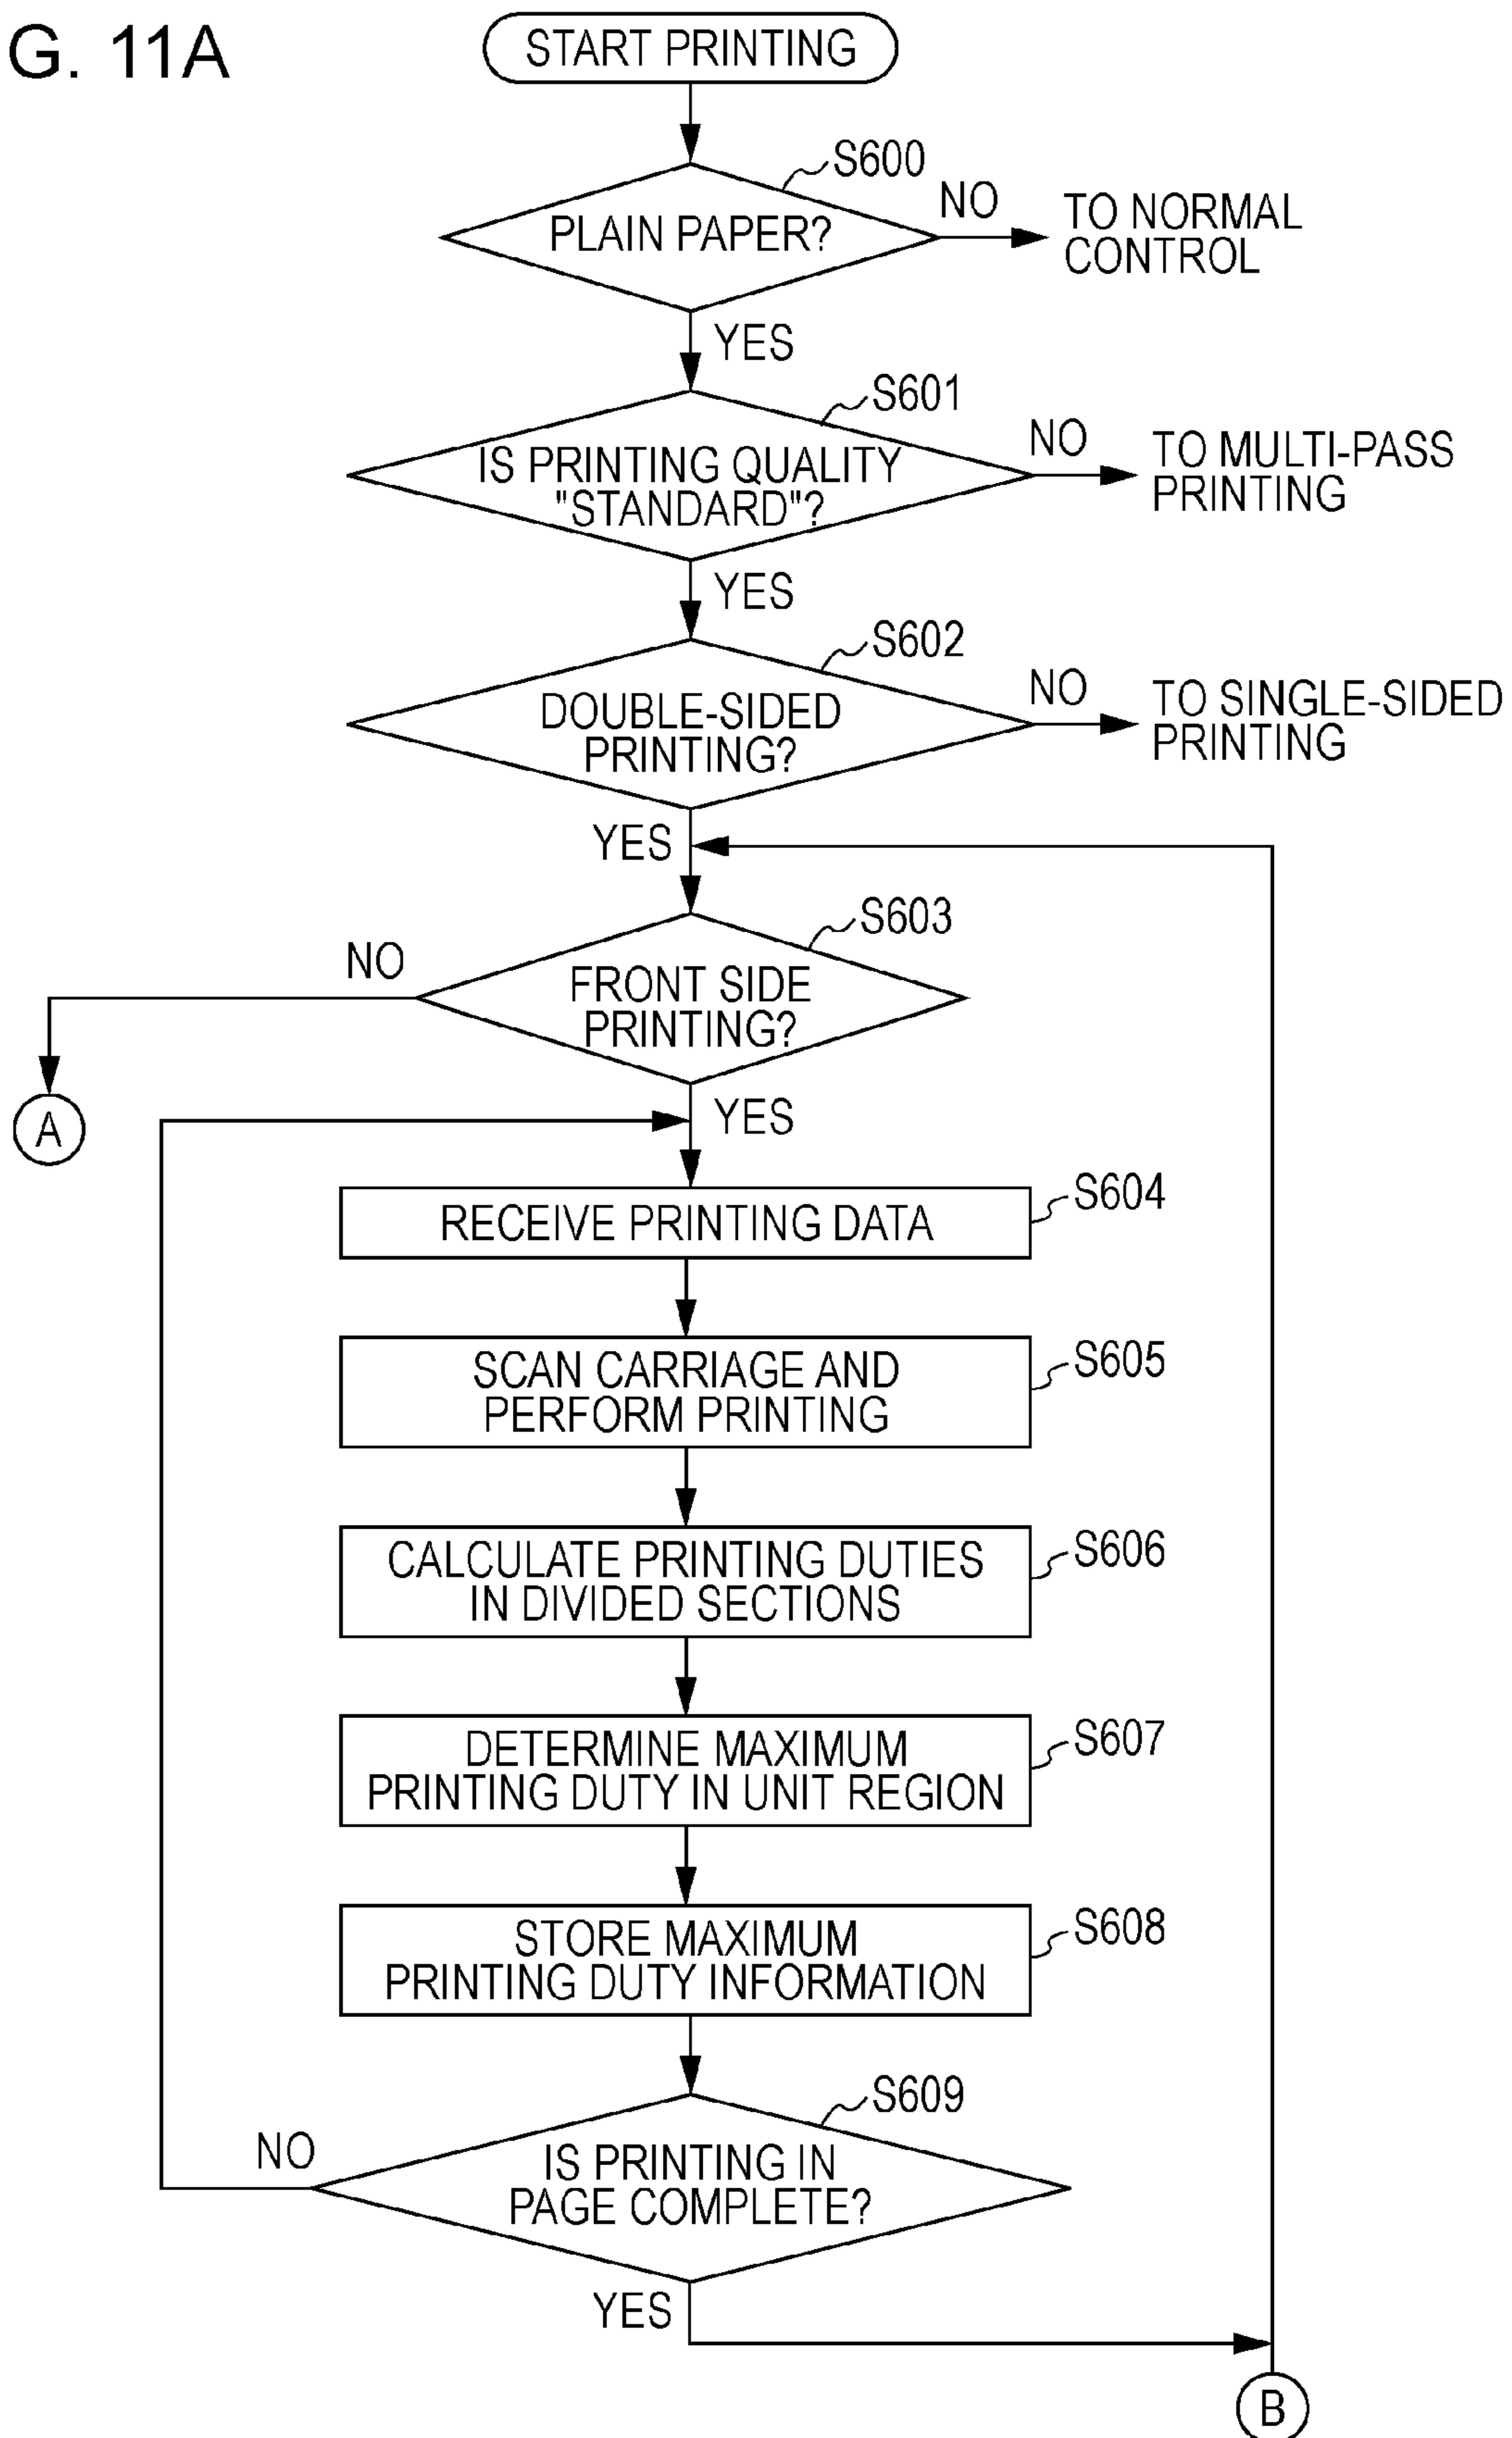 G. 11A
START PRINTING
S600
PLAIN PAPER?
NO
TO NORMAL
CONTROL
YES
S601
IS PRINTING QUALITY
"STANDARD"?
NO
TO MULTI-PASS
PRINTING
YES
S602
DOUBLE-SIDED
PRINTING?
NO
TO SINGLE-SIDED
PRINTING
YES
S603
FRONT SIDE
PRINTING?
NO
A
YES
S604
RECEIVE PRINTING DATA
S605
SCAN CARRIAGE AND
PERFORM PRINTING
S606
CALCULATE PRINTING DUTIES
IN DIVIDED SECTIONS
S607
DETERMINE MAXIMUM
PRINTING DUTY IN UNIT REGION
S608
STORE MAXIMUM
PRINTING DUTY INFORMATION
S609
IS PRINTING IN
PAGE COMPLETE?
NO
YES
B